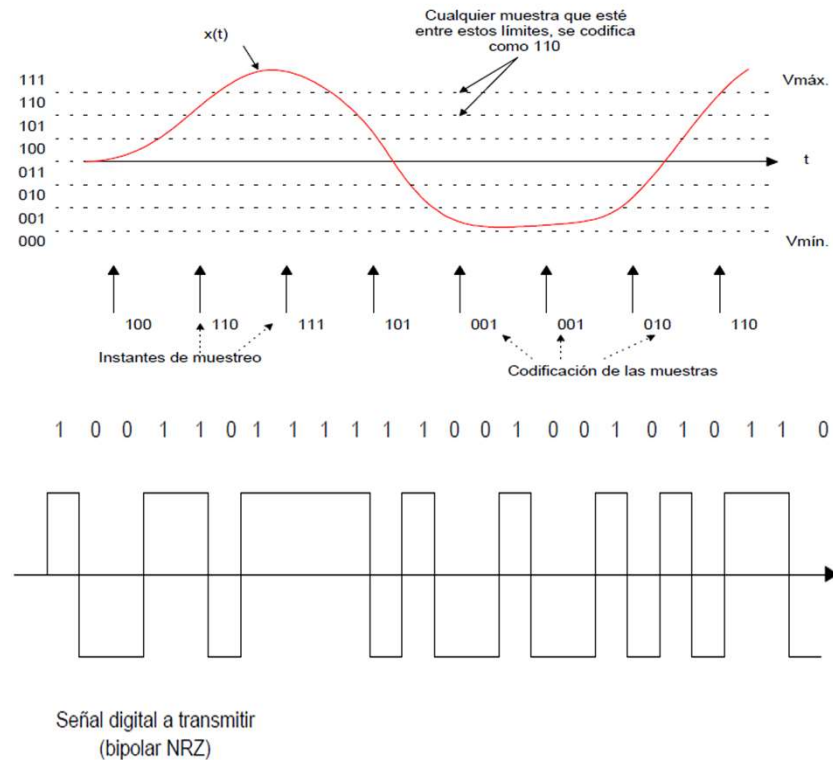 x(t)
Cualquier muestra que esté
entre estos límites, se codifica
como 110
111
Vmáx.
110
101
100
t
011
010
001
000
Vmín.
100 110 111 101 001 001 010 110
Instantes de muestreo
Codificación de las muestras
1 0 0 1 1 0 1 1 1 1 1 1 0 0 1 0 0 1 0 1 0 1 1 0
Señal digital a transmitir
(bipolar NRZ)